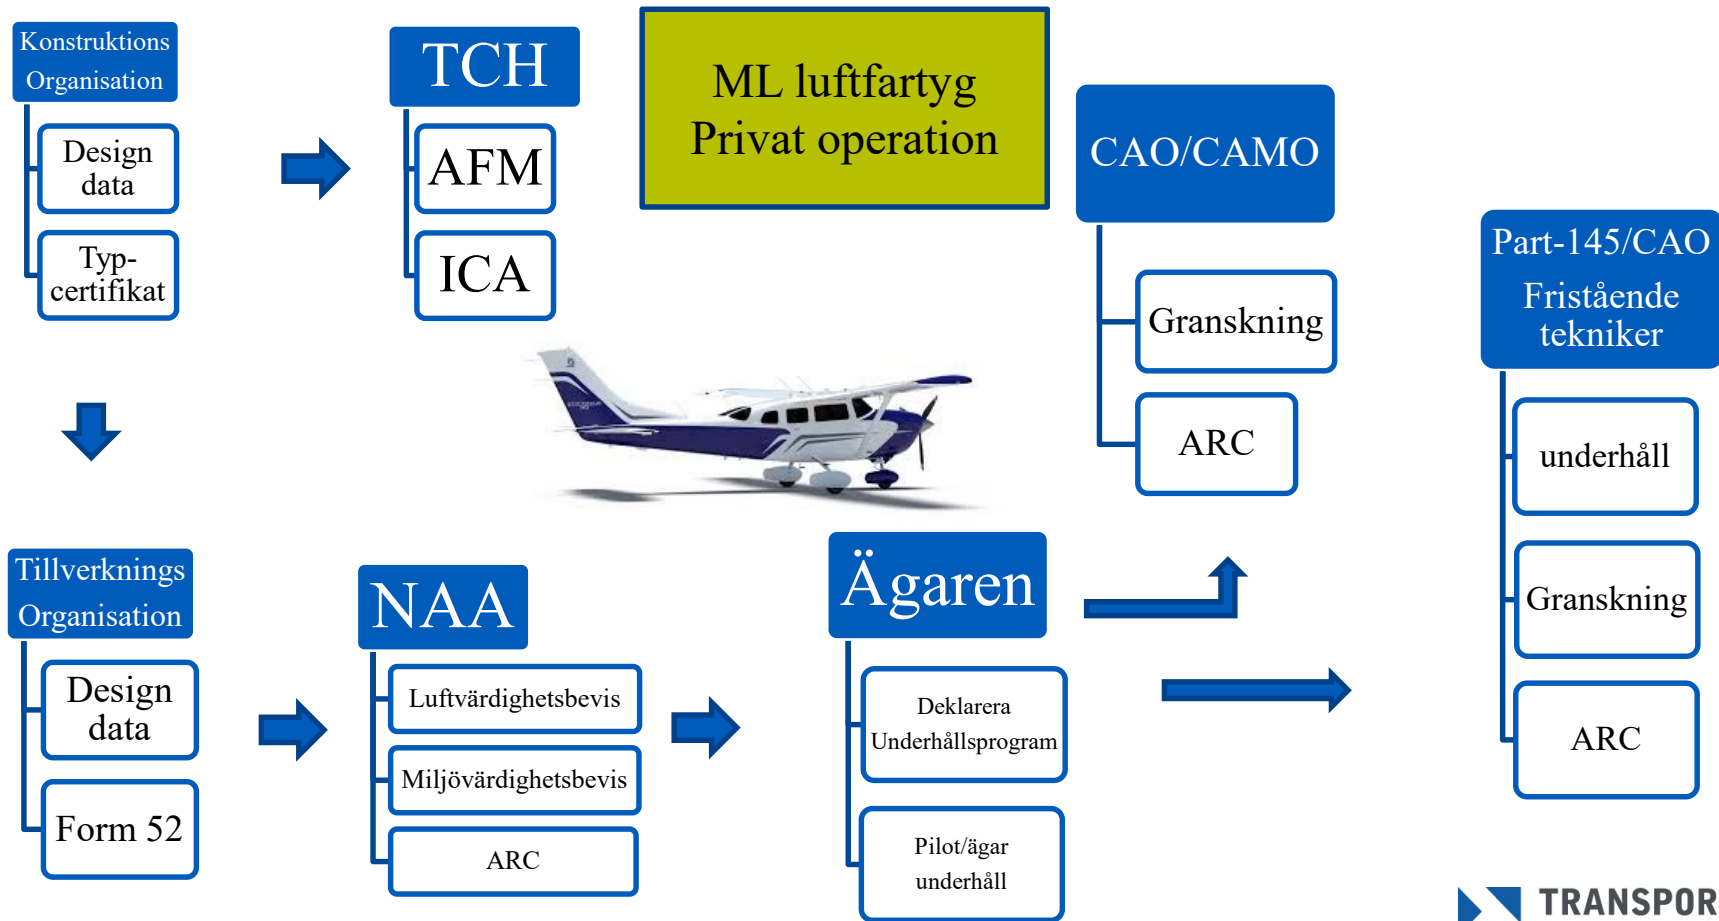 Konstruktions
Organisation
Design
data
Typ-
certifikat
TCH
AFM
ICA
ML luftfartyg
Privat operation
CAO/CAMO
Granskning
ARC
Part-145/CAO
Fristående
tekniker
underhåll
Granskning
ARC
Tillverknings
Organisation
Design
data
Form 52
NAA
Luftvärdighetsbevis
Miljövärdighetsbevis
ARC
Ägaren
Deklarera
Underhållsprogram
Pilot/ägar
underhåll
TRANSPOR